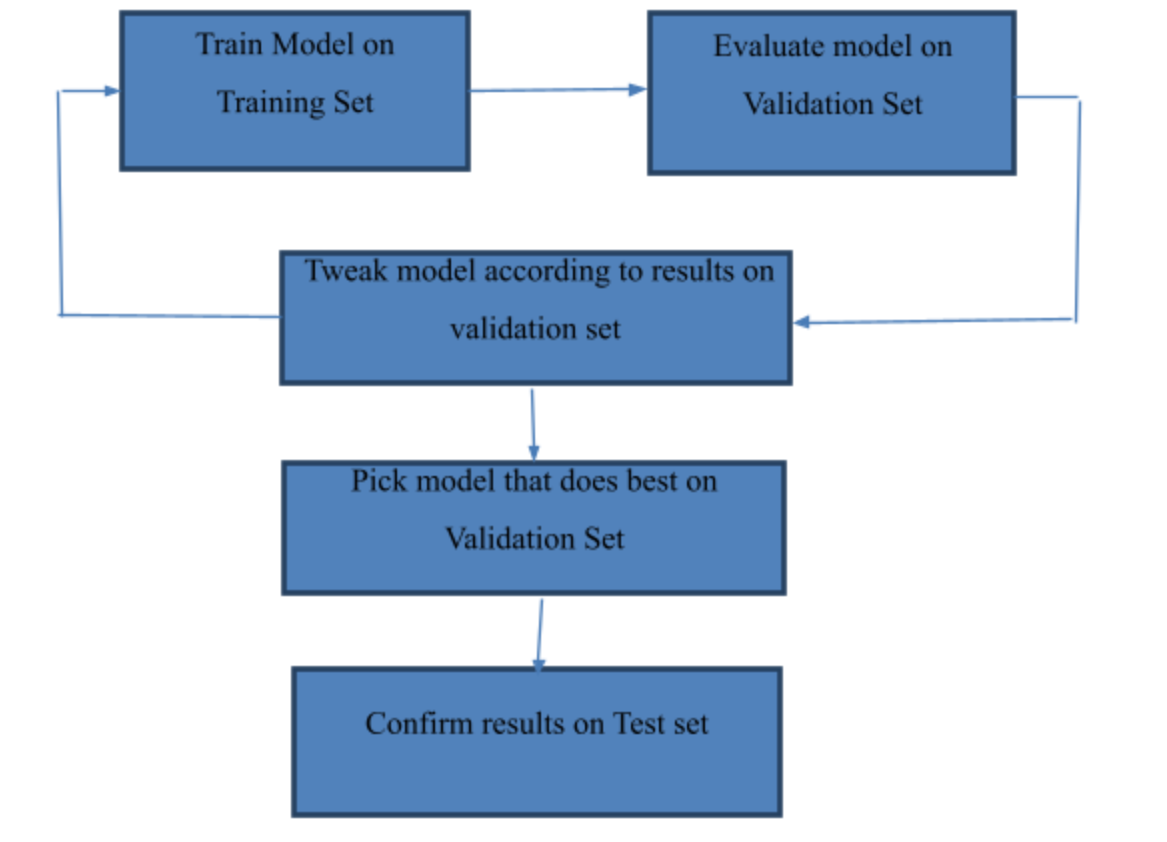 Train Model on
Training Set
Evaluate model on
Validation Set
Tweak model according to results on
validation set
Pick model that does best on
Validation Set
Confirm results on Test set